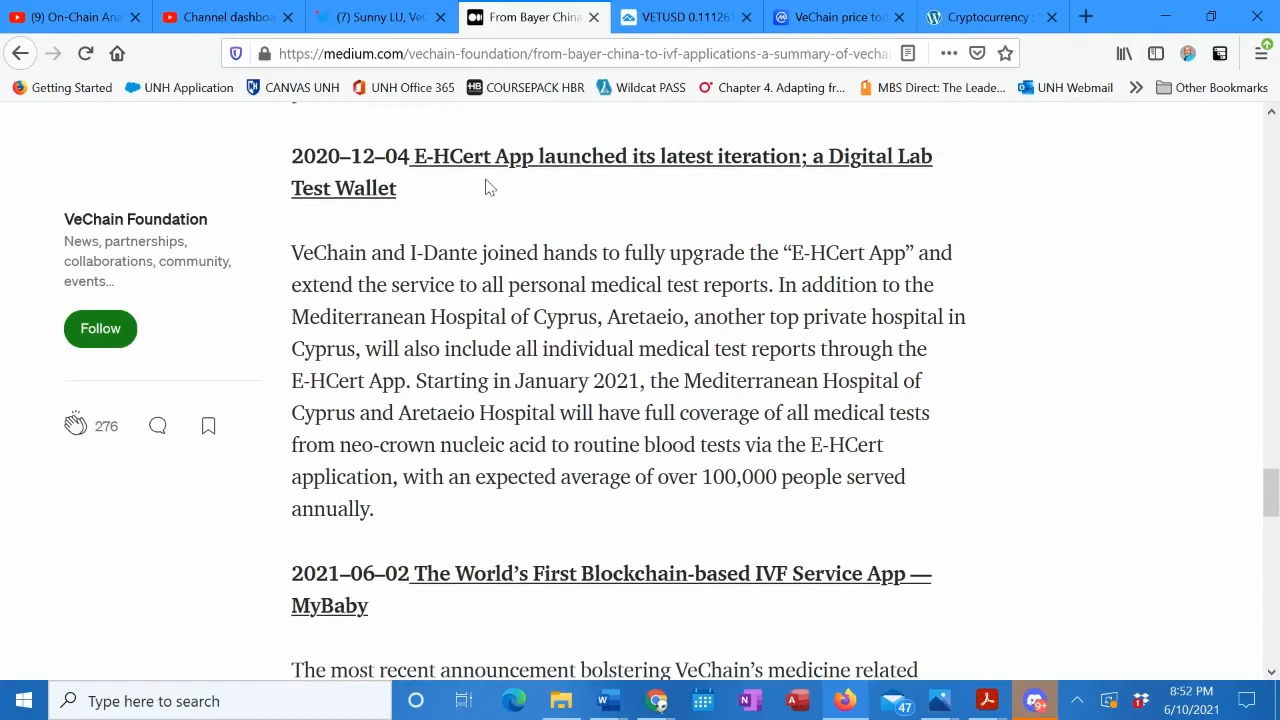 (9) On-Chain Ana
Channel dashboa
(7) Sunny LU, VeC
From Bayer China
VETUSD 0.11126
VeChain price tod
Cryptocurrency :
https://medium.com/vechain-foundation/from-bayer-china-to-ivf-applications-a-summary-of-vecha
Getting Started
UNH Application
CANVAS UNH
UNH Office 365
HB COURSEPACK HBR
Wildcat PASS
Chapter 4. Adapting fr...
MBS Direct: The Leade...
UNH Webmail
Other Bookmarks
2020–12–04 E-HCert App launched its latest iteration; a Digital Lab
Test Wallet
VeChain Foundation
News, partnerships,
collaborations, community,
events...
Follow
276
VeChain and I-Dante joined hands to fully upgrade the “E-HCert App” and
extend the service to all personal medical test reports. In addition to the
Mediterranean Hospital of Cyprus, Aretaeio, another top private hospital in
Cyprus, will also include all individual medical test reports through the
E-HCert App. Starting in January 2021, the Mediterranean Hospital of
Cyprus and Aretaeio Hospital will have full coverage of all medical tests
from neo-crown nucleic acid to routine blood tests via the E-HCert
application, with an expected average of over 100,000 people served
annually.
2021–06–02 The World’s First Blockchain-based IVF Service App —
MyBaby
The most recent announcement bolstering VeChain’s medicine related
Type here to search
47
9+
8:52 PM
6/10/2021